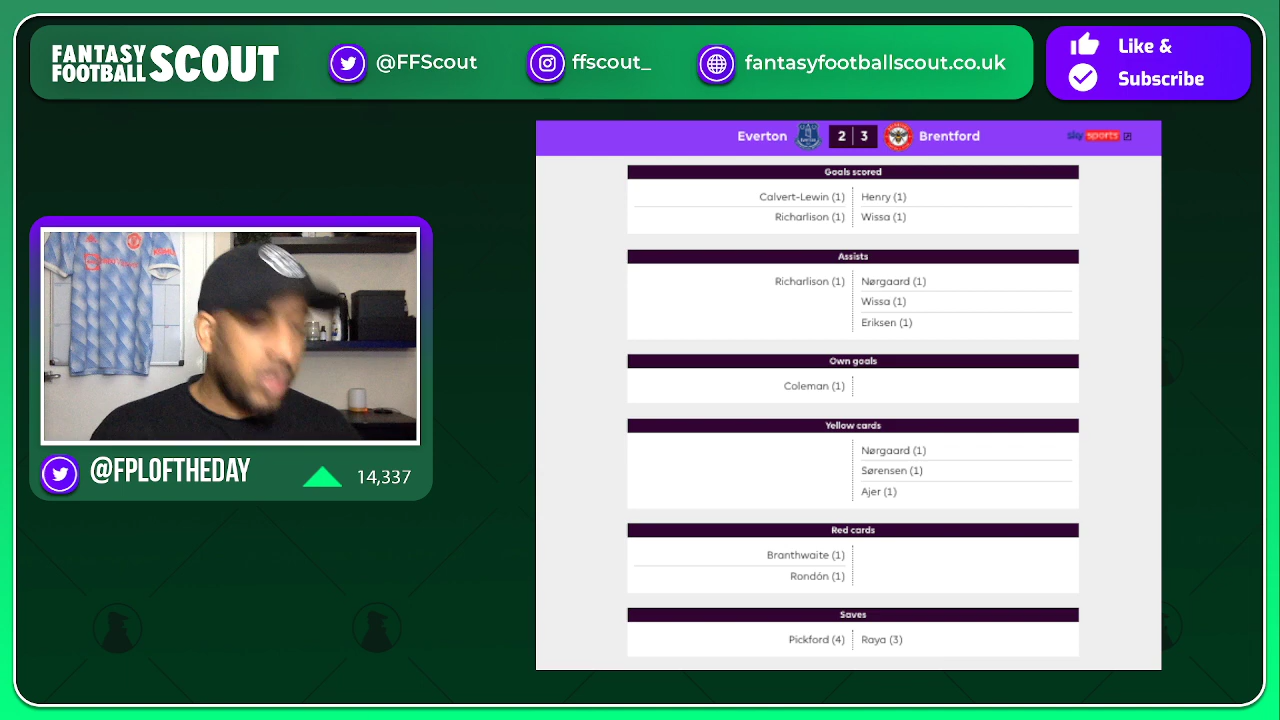 FANTASY
FOOTBALL
SCOUT
@FFScout
ffscout_
fantasyfootballscout.co.uk
Like &
Subscribe
Everton 2 3 Brentford
sky sports
Goals scored
Calvert-Lewin (1) Henry (1)
Richarlison (1) Wissa (1)
Assists
Richarlison (1) Nørgaard (1)
Wissa (1)
Eriksen (1)
Own goals
Coleman (1)
Yellow cards
Nørgaard (1)
Sørensen (1)
Ajer (1)
Red cards
Branthwaite (1)
Rondón (1)
Saves
Pickford (4) Raya (3)
@FPLOFTHEDAY
14,337